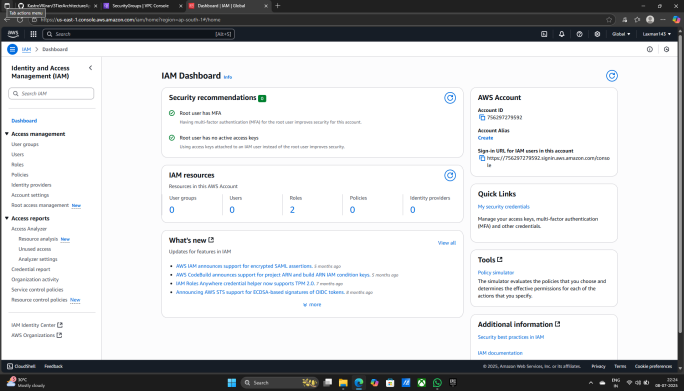 KastroVKiran/3TierArchitecture/
SecurityGroups | VPC Console
Dashboard | IAM | Global
Tab actions menu
https://us-east-1.console.aws.amazon.com/iam/home?region=ap-south-1#/home
aws
Search
[Alt+S]
Global
Laxman143
IAM > Dashboard
Identity and Access
Management (IAM)
Search IAM
Dashboard
Access management
User groups
Users
Roles
Policies
Identity providers
Account settings
Root access management New
Access reports
Access Analyzer
Resource analysis New
Unused access
Analyzer settings
Credential report
Organization activity
Service control policies
Resource control policies New
IAM Identity Center
AWS Organizations
IAM Dashboard Info
Security recommendations 0
Root user has MFA
Having multi-factor authentication (MFA) for the root user improves security for this account.
Root user has no active access keys
Using access keys attached to an IAM user instead of the root user improves security.
IAM resources
Resources in this AWS Account
User groups Users Roles Policies Identity providers
0 0 2 0 0
What's new
View all
Updates for features in IAM
AWS IAM announces support for encrypted SAML assertions. 5 months ago
AWS CodeBuild announces support for project ARN and build ARN IAM condition keys. 5 months ago
IAM Roles Anywhere credential helper now supports TPM 2.0. 7 months ago
Announcing AWS STS support for ECDSA-based signatures of OIDC tokens. 8 months ago
more
AWS Account
Account ID
756297279592
Account Alias
Create
Sign-in URL for IAM users in this account
https://756297279592.signin.aws.amazon.com/conso
le
Quick Links
My security credentials
Manage your access keys, multi-factor authentication
(MFA) and other credentials.
Tools
Policy simulator
The simulator evaluates the policies that you choose and
determines the effective permissions for each of the
actions that you specify.
Additional information
Security best practices in IAM
IAM documentation
CloudShell
Feedback
© 2025, Amazon Web Services, Inc. or its affiliates.
Privacy
Terms
Cookie preferences
30°C
Mostly cloudy
Search
ENG
IN
22:20
08-07-2025